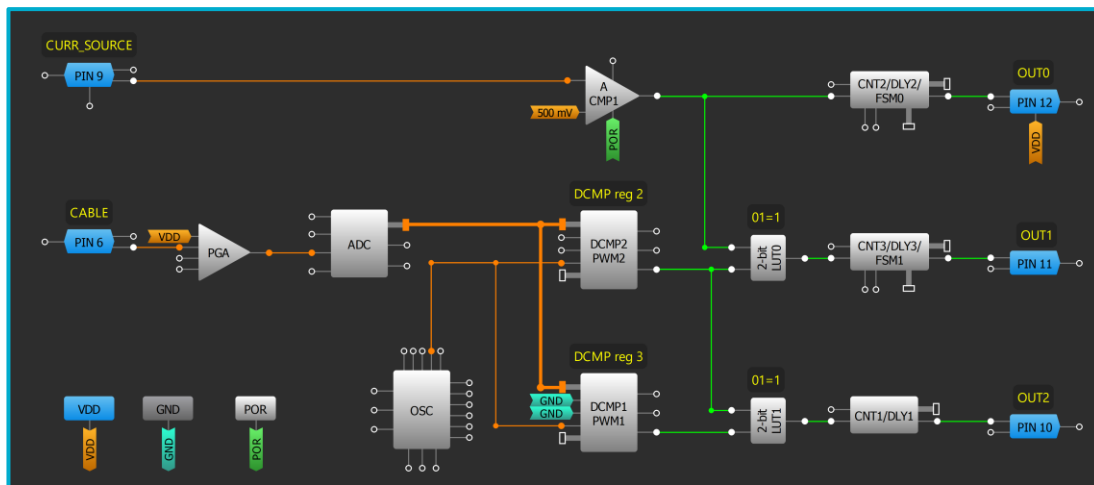 CURR_SOURCE
PIN 9
A
CMP1
500 mV
POR
CNT2/DLY2/
FSM0
OUT0
PIN 12
VDD
CABLE
PIN 6
VDD
PGA
ADC
DCMP reg 2
DCMP2
PWM2
01=1
2-bit
LUT0
CNT3/DLY3/
FSM1
OUT1
PIN 11
OSC
DCMP reg 3
GND
GND
DCMP1
PWM1
01=1
2-bit
LUT1
CNT1/DLY1
OUT2
PIN 10
VDD
GND
POR
VDD
GND
POR